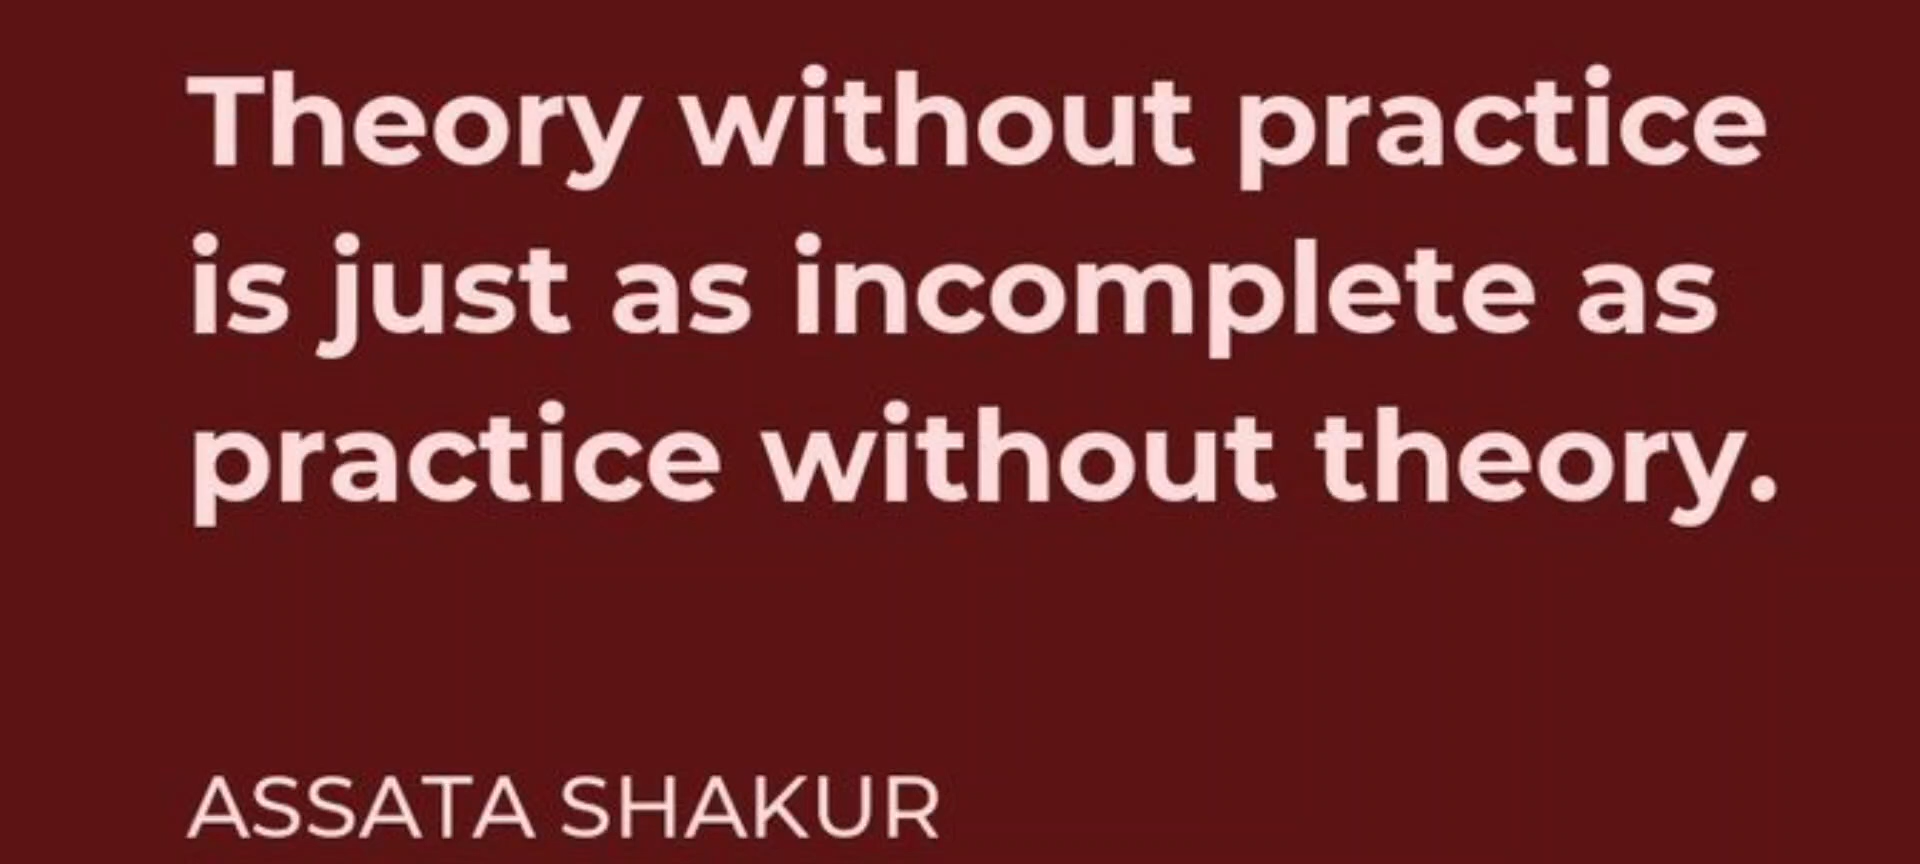 Theory without practice
is just as incomplete as
practice without theory.
ASSATA SHAKUR